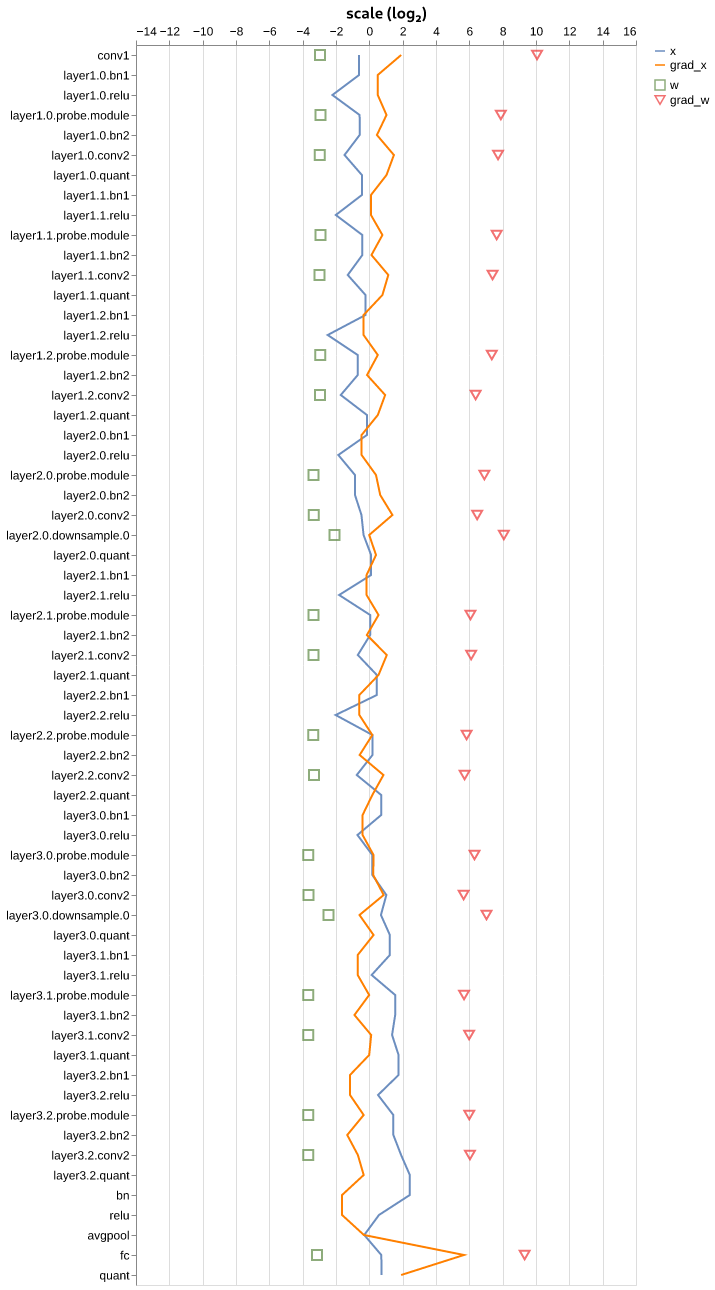 scale (log₂)
−14 −12 −10 −8 −6 −4 −2 0 2 4 6 8 10 12 14 16
x
grad_x
w
grad_w
conv1
layer1.0.bn1
layer1.0.relu
layer1.0.probe.module
layer1.0.bn2
layer1.0.conv2
layer1.0.quant
layer1.1.bn1
layer1.1.relu
layer1.1.probe.module
layer1.1.bn2
layer1.1.conv2
layer1.1.quant
layer1.2.bn1
layer1.2.relu
layer1.2.probe.module
layer1.2.bn2
layer1.2.conv2
layer1.2.quant
layer2.0.bn1
layer2.0.relu
layer2.0.probe.module
layer2.0.bn2
layer2.0.conv2
layer2.0.downsample.0
layer2.0.quant
layer2.1.bn1
layer2.1.relu
layer2.1.probe.module
layer2.1.bn2
layer2.1.conv2
layer2.1.quant
layer2.2.bn1
layer2.2.relu
layer2.2.probe.module
layer2.2.bn2
layer2.2.conv2
layer2.2.quant
layer3.0.bn1
layer3.0.relu
layer3.0.probe.module
layer3.0.bn2
layer3.0.conv2
layer3.0.downsample.0
layer3.0.quant
layer3.1.bn1
layer3.1.relu
layer3.1.probe.module
layer3.1.bn2
layer3.1.conv2
layer3.1.quant
layer3.2.bn1
layer3.2.relu
layer3.2.probe.module
layer3.2.bn2
layer3.2.conv2
layer3.2.quant
bn
relu
avgpool
fc
quant